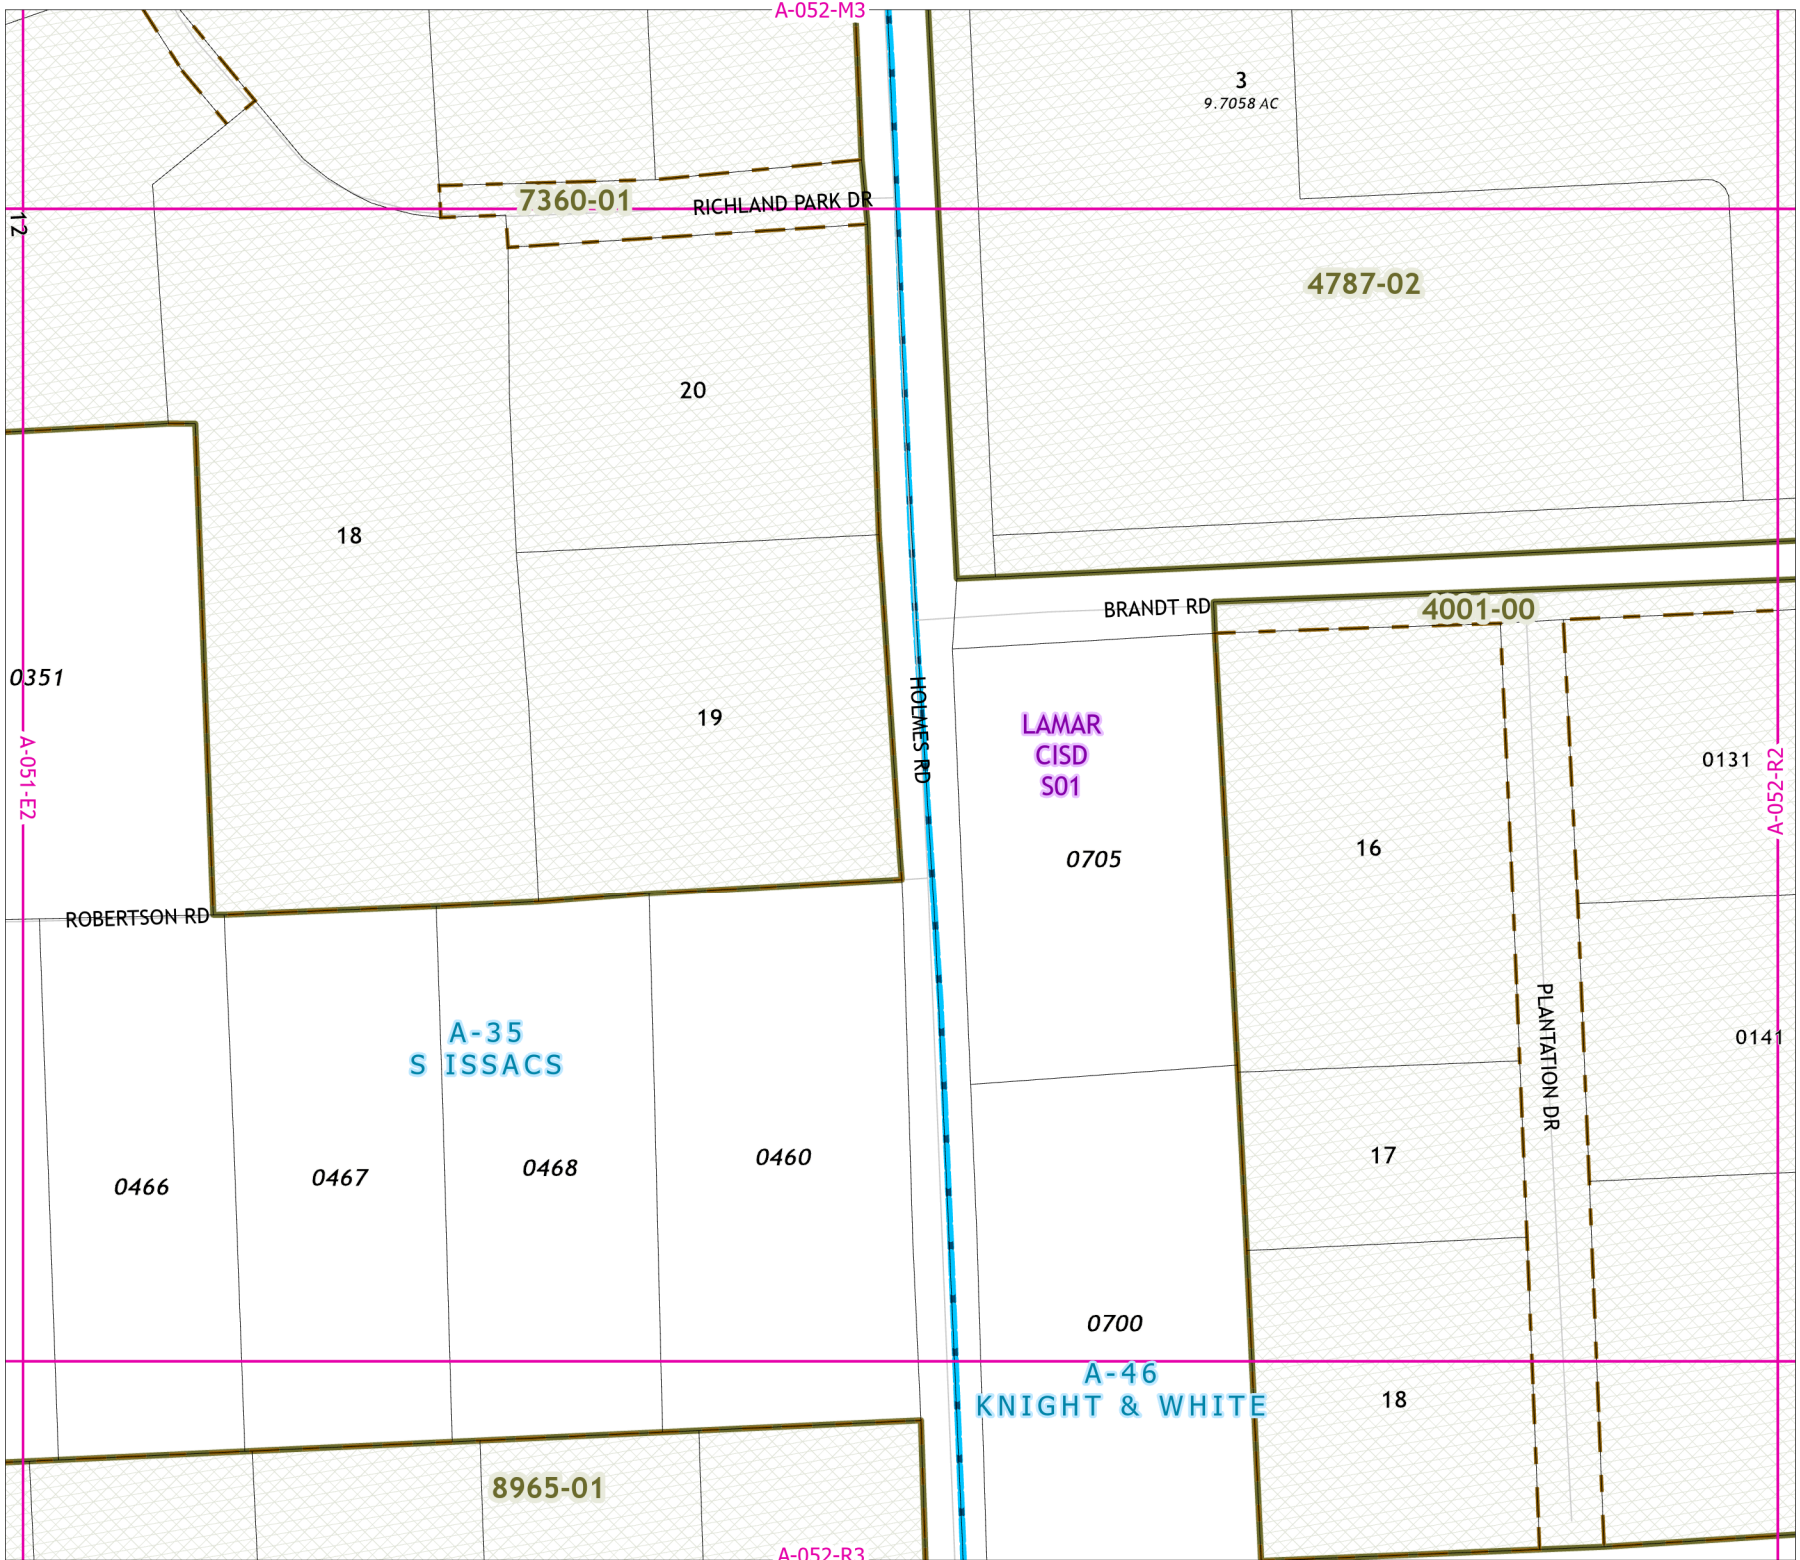 A-052-M3
3
9.7058 AC
7360-01
RICHLAND PARK DR
12
4787-02
20
18
BRANDT RD
4001-00
0351
19
HOLMES RD
LAMAR
CISD
S01
0131
A-051-E2
A-052-R2
16
0705
ROBERTSON RD
A-35
S ISSACS
PLANTATION DR
0141
0466
0467
0468
0460
17
0700
A-46
KNIGHT & WHITE
18
8965-01
A-052-R3